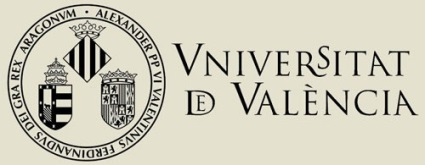 ARAGONVM · ALEXANDER PP VI VALENTINVS FERDINANDVS DEI GRA REX
VNIVERSITAT
DE VALÈNCIA